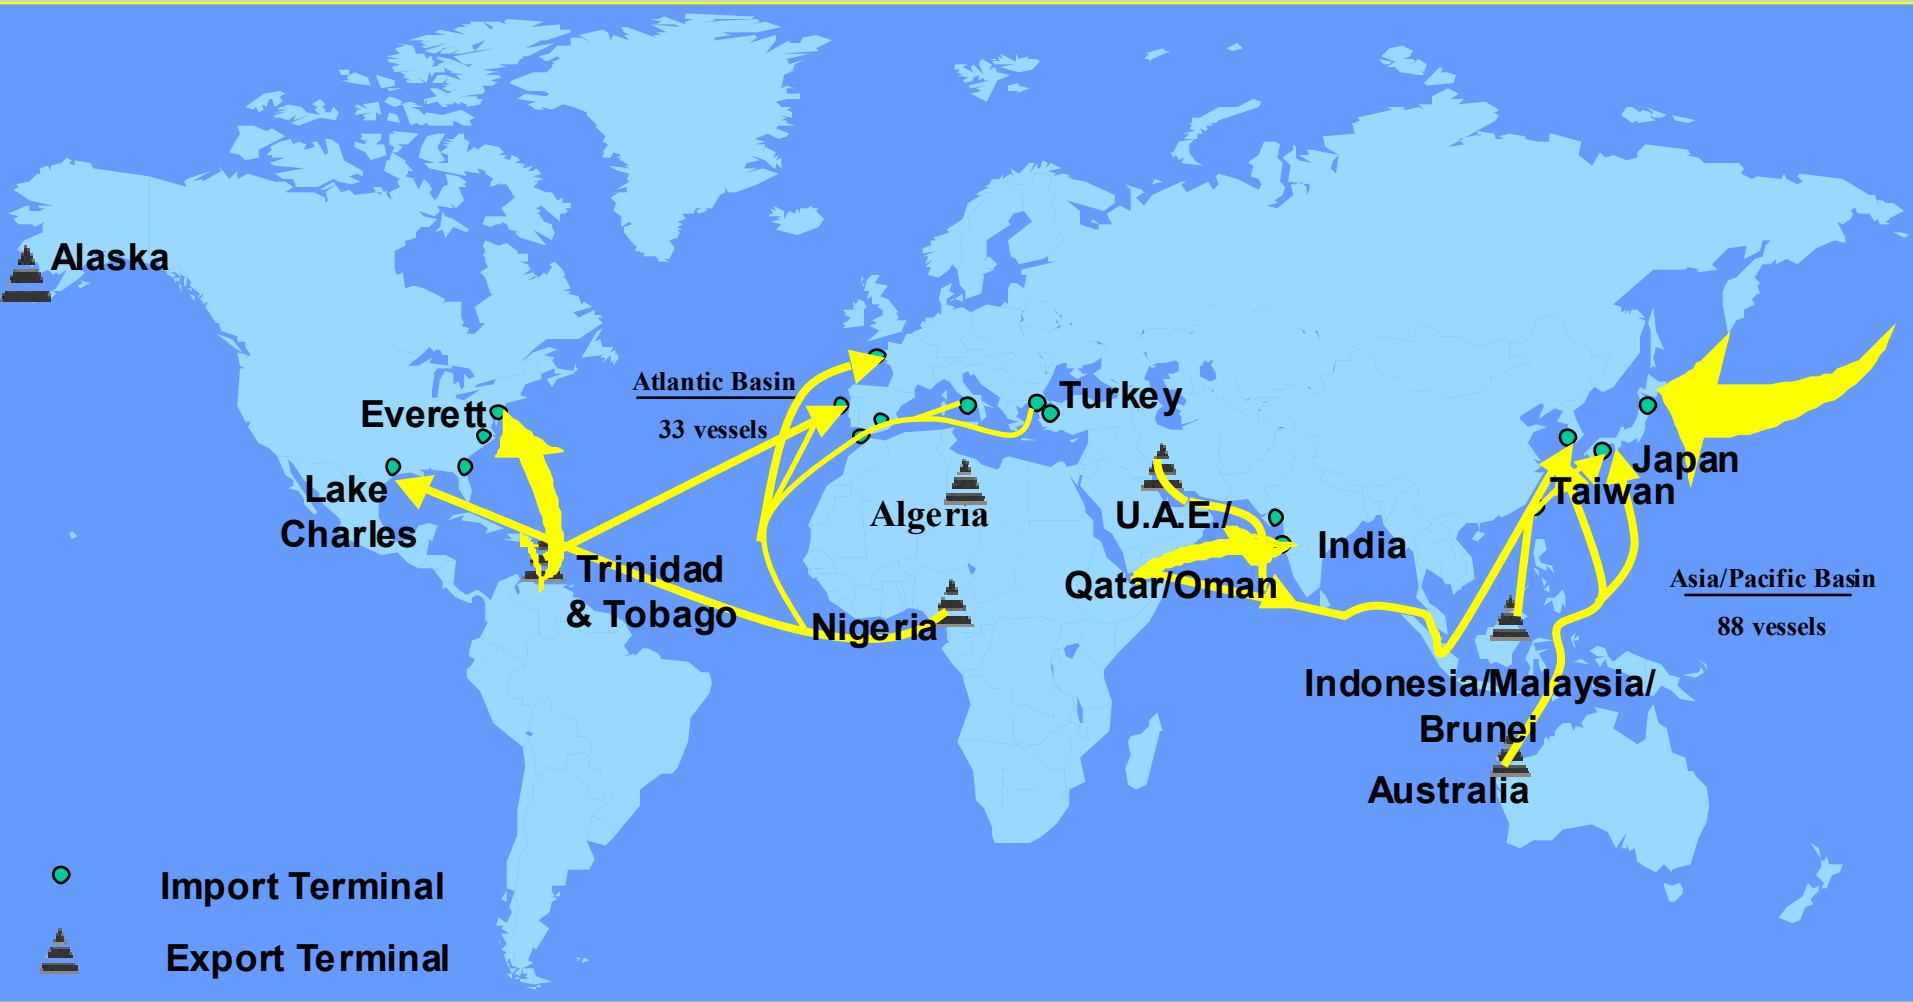 Alaska
Atlantic Basin
33 vessels
Everett
Turkey
Lake
Charles
Algeria
U.A.E./
Japan
Taiwan
India
Trinidad
& Tobago
Qatar/Oman
Nigeria
Asia/Pacific Basin
88 vessels
Indonesia/Malaysia/
Brunei
Australia
Import Terminal
Export Terminal